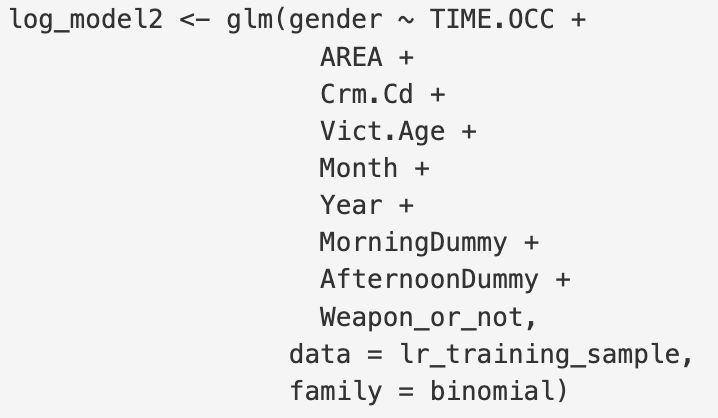 log_model2 <- glm(gender ~ TIME.OCC +
AREA +
Crm.Cd +
Vict.Age +
Month +
Year +
MorningDummy +
AfternoonDummy +
Weapon_or_not,
data = lr_training_sample,
family = binomial)